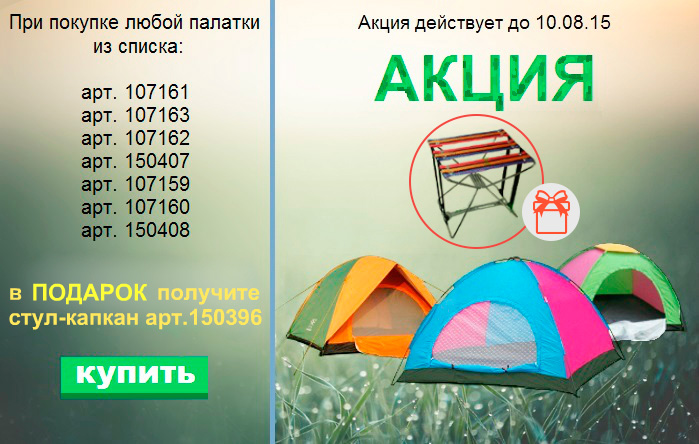 При покупке любой палатки
из списка:
арт. 107161
арт. 107163
арт. 107162
арт. 150407
арт. 107159
арт. 107160
арт. 150408
в ПОДАРОК получите
стул-капкан арт.150396
купить
Акция действует до 10.08.15
АКЦИЯ